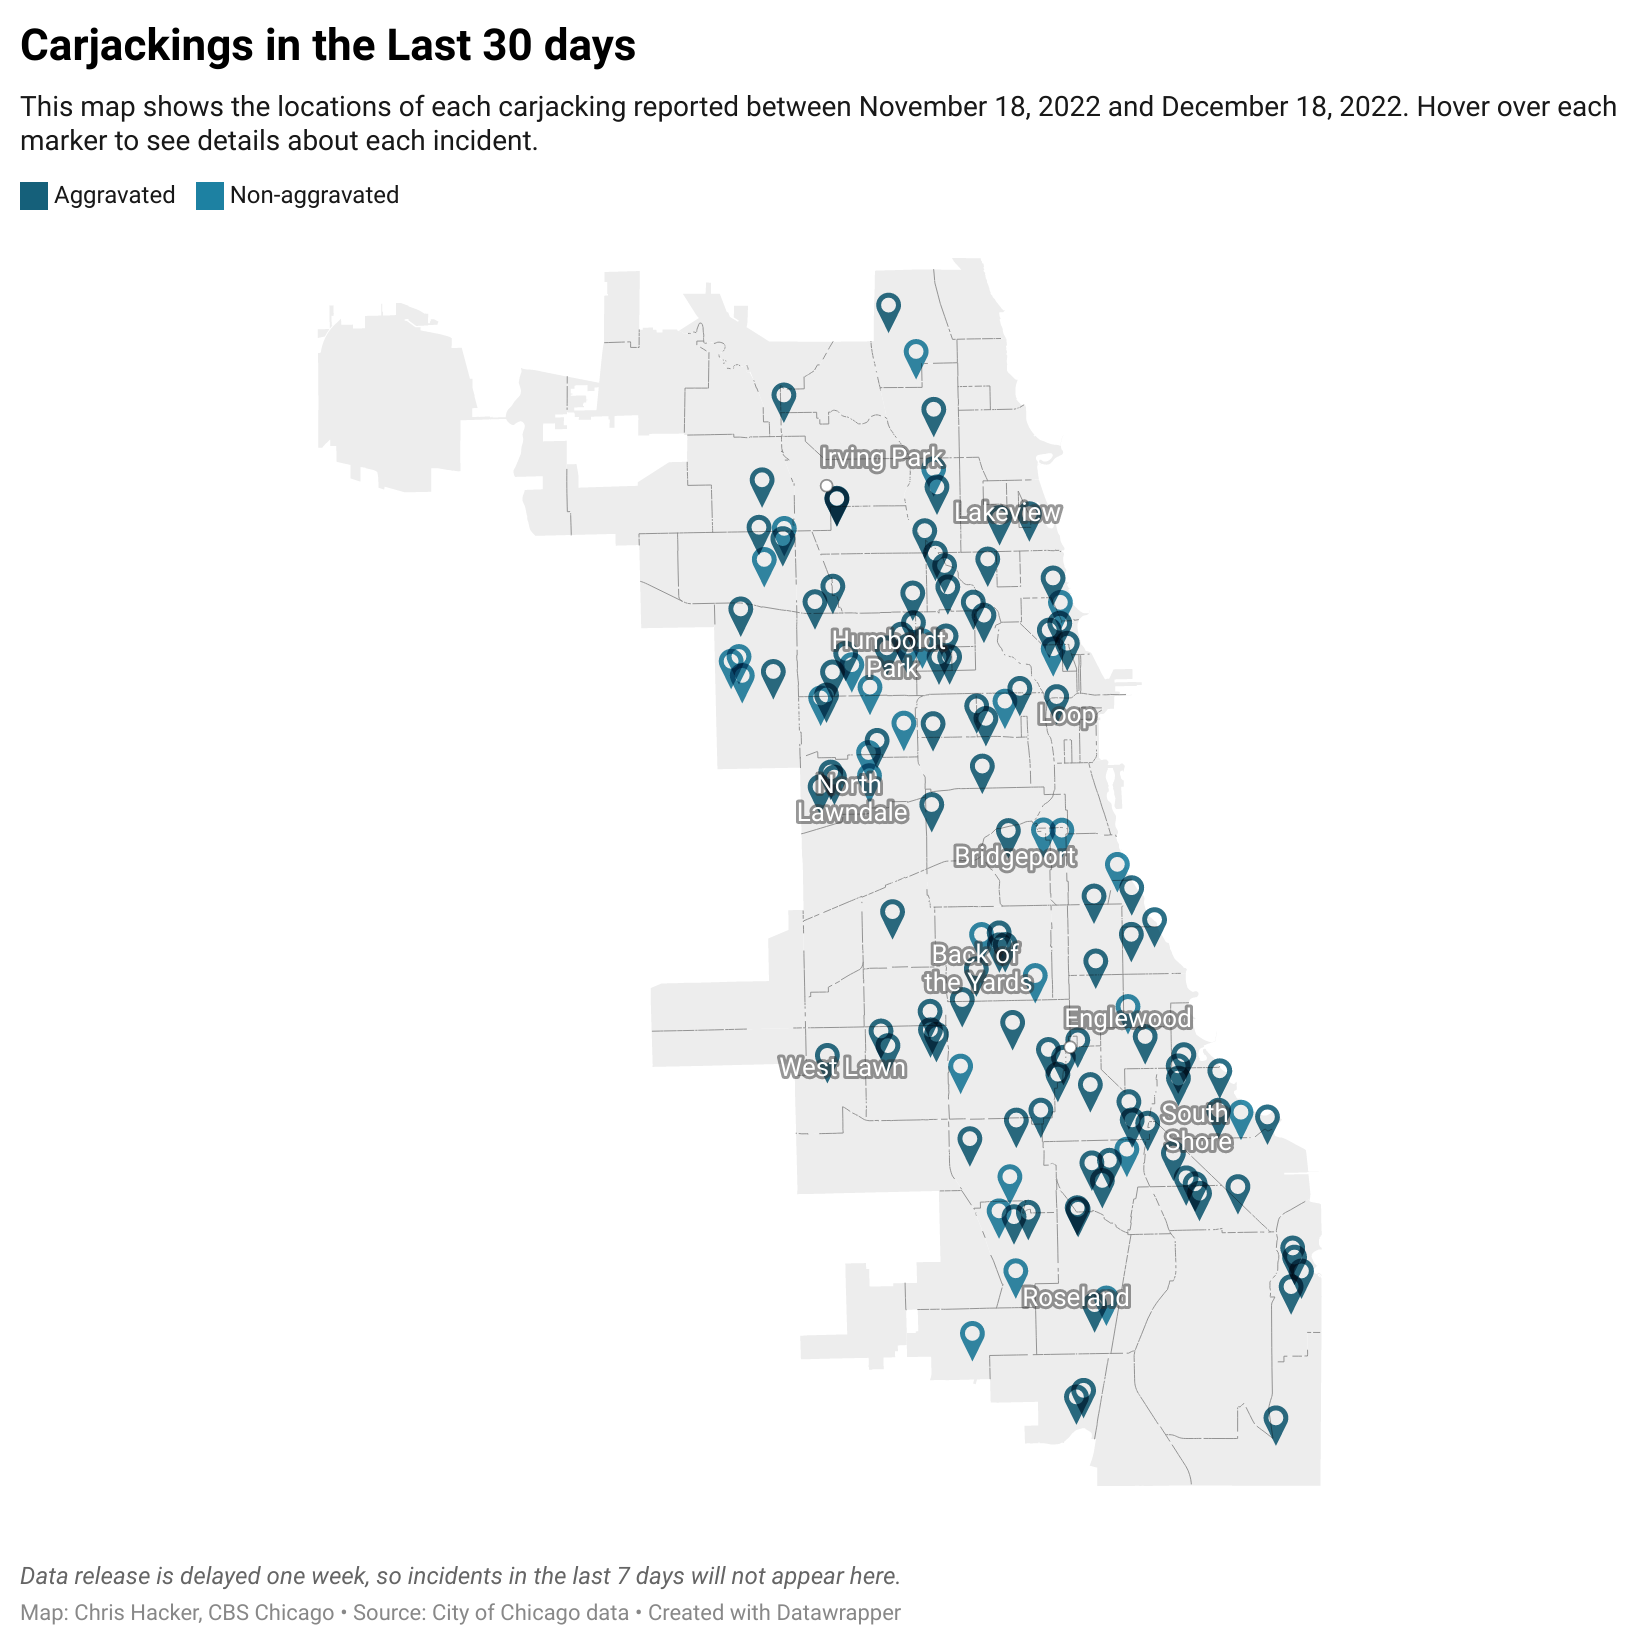 Carjackings in the Last 30 days
This map shows the locations of each carjacking reported between November 18, 2022 and December 18, 2022. Hover over each
marker to see details about each incident.
Aggravated Non-aggravated
Irving Park
Lakeview
Humboldt
Park
Loop
North
Lawndale
Bridgeport
Back of
the Yards
Englewood
West Lawn
South
Shore
Roseland
Data release is delayed one week, so incidents in the last 7 days will not appear here.
Map: Chris Hacker, CBS Chicago • Source: City of Chicago data • Created with Datawrapper